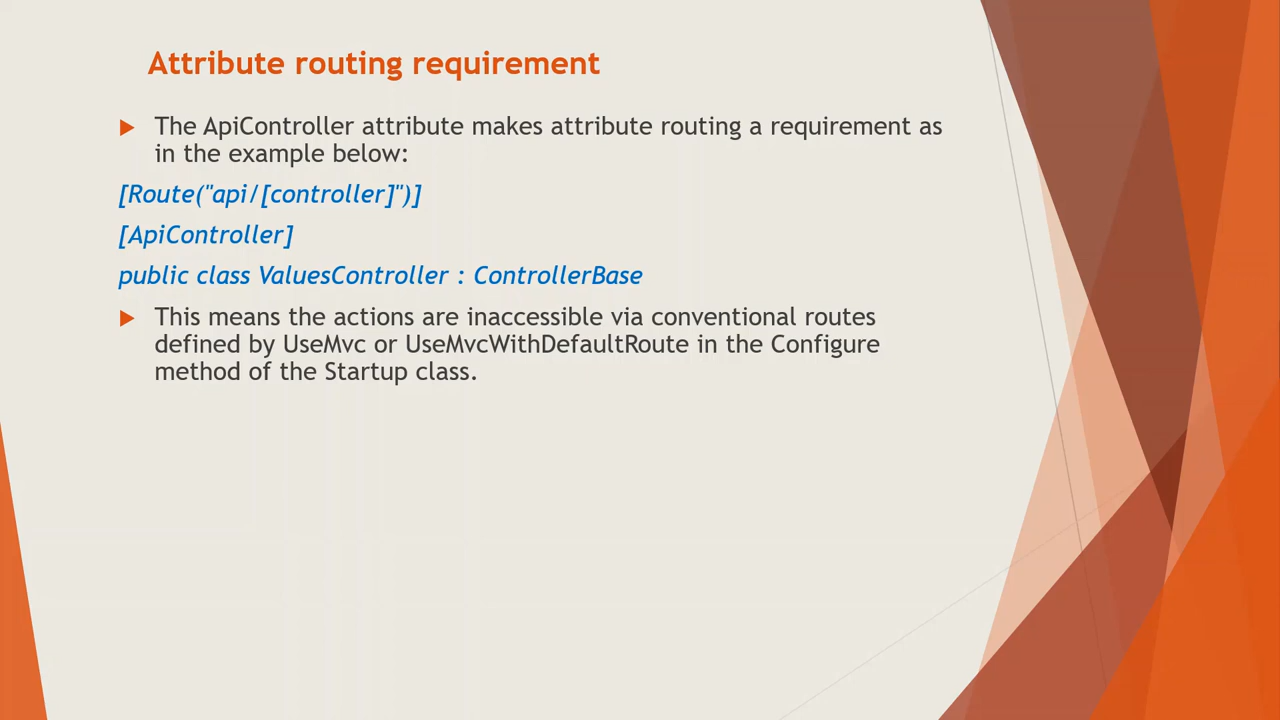 Attribute routing requirement
The ApiController attribute makes attribute routing a requirement as
in the example below:
[Route("api/[controller]")]
[ApiController]
public class ValuesController : ControllerBase
This means the actions are inaccessible via conventional routes
defined by UseMvc or UseMvcWithDefaultRoute in the Configure
method of the Startup class.